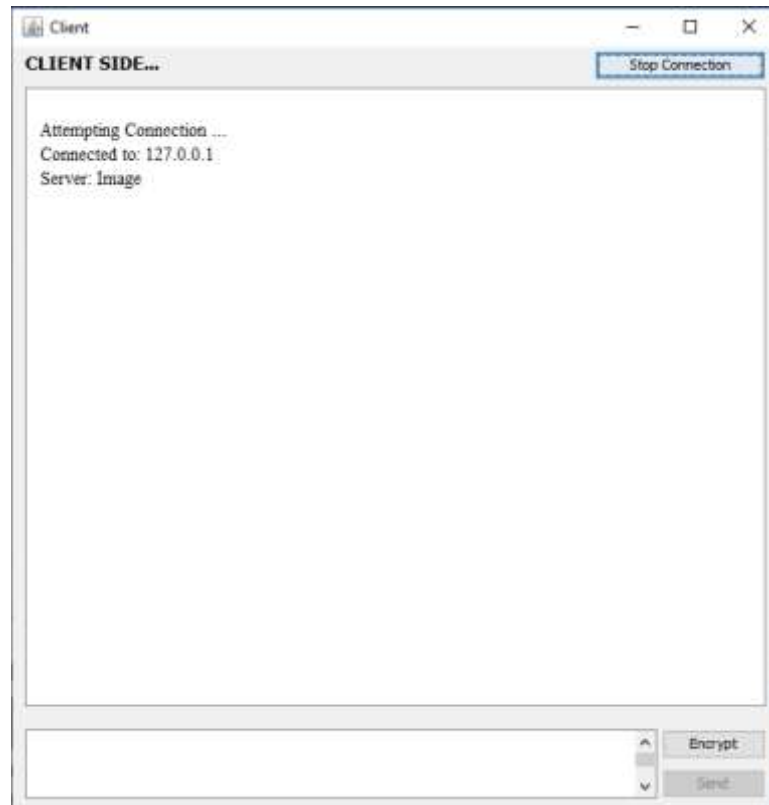 Client
CLIENT SIDE...
Stop Connection
Attempting Connection ...
Connected to: 127.0.0.1
Server: Image
Encrypt
Send